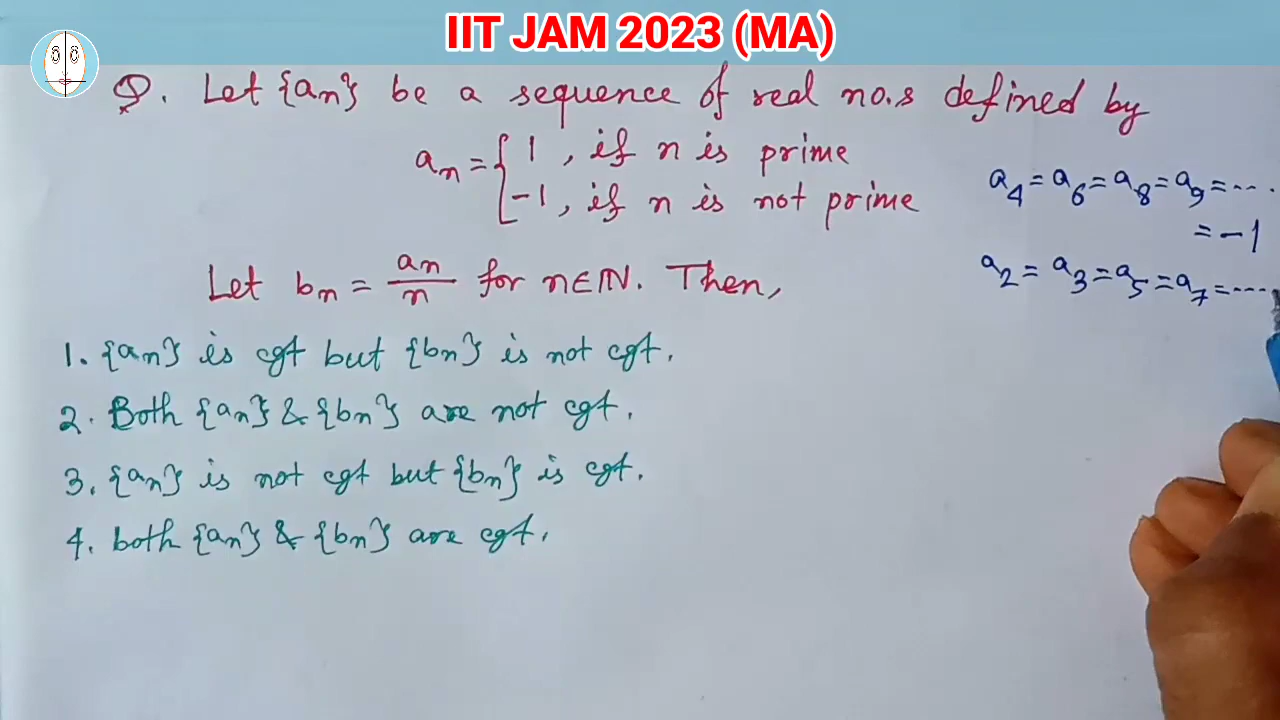 IIT JAM 2023 (MA)
Q. Let {an} be a sequence of real no.s defined by
an = { 1, if n is prime
-1, if n is not prime
a4 = a6 = a8 = a9 = ....
= -1
a2 = a3 = a5 = a7 = ....
Let bn = an/n for n∈ℕ. Then,
1. {an} is cgt but {bn} is not cgt.
2. Both {an} & {bn} are not cgt.
3. {an} is not cgt but {bn} is cgt.
4. both {an} & {bn} are cgt.